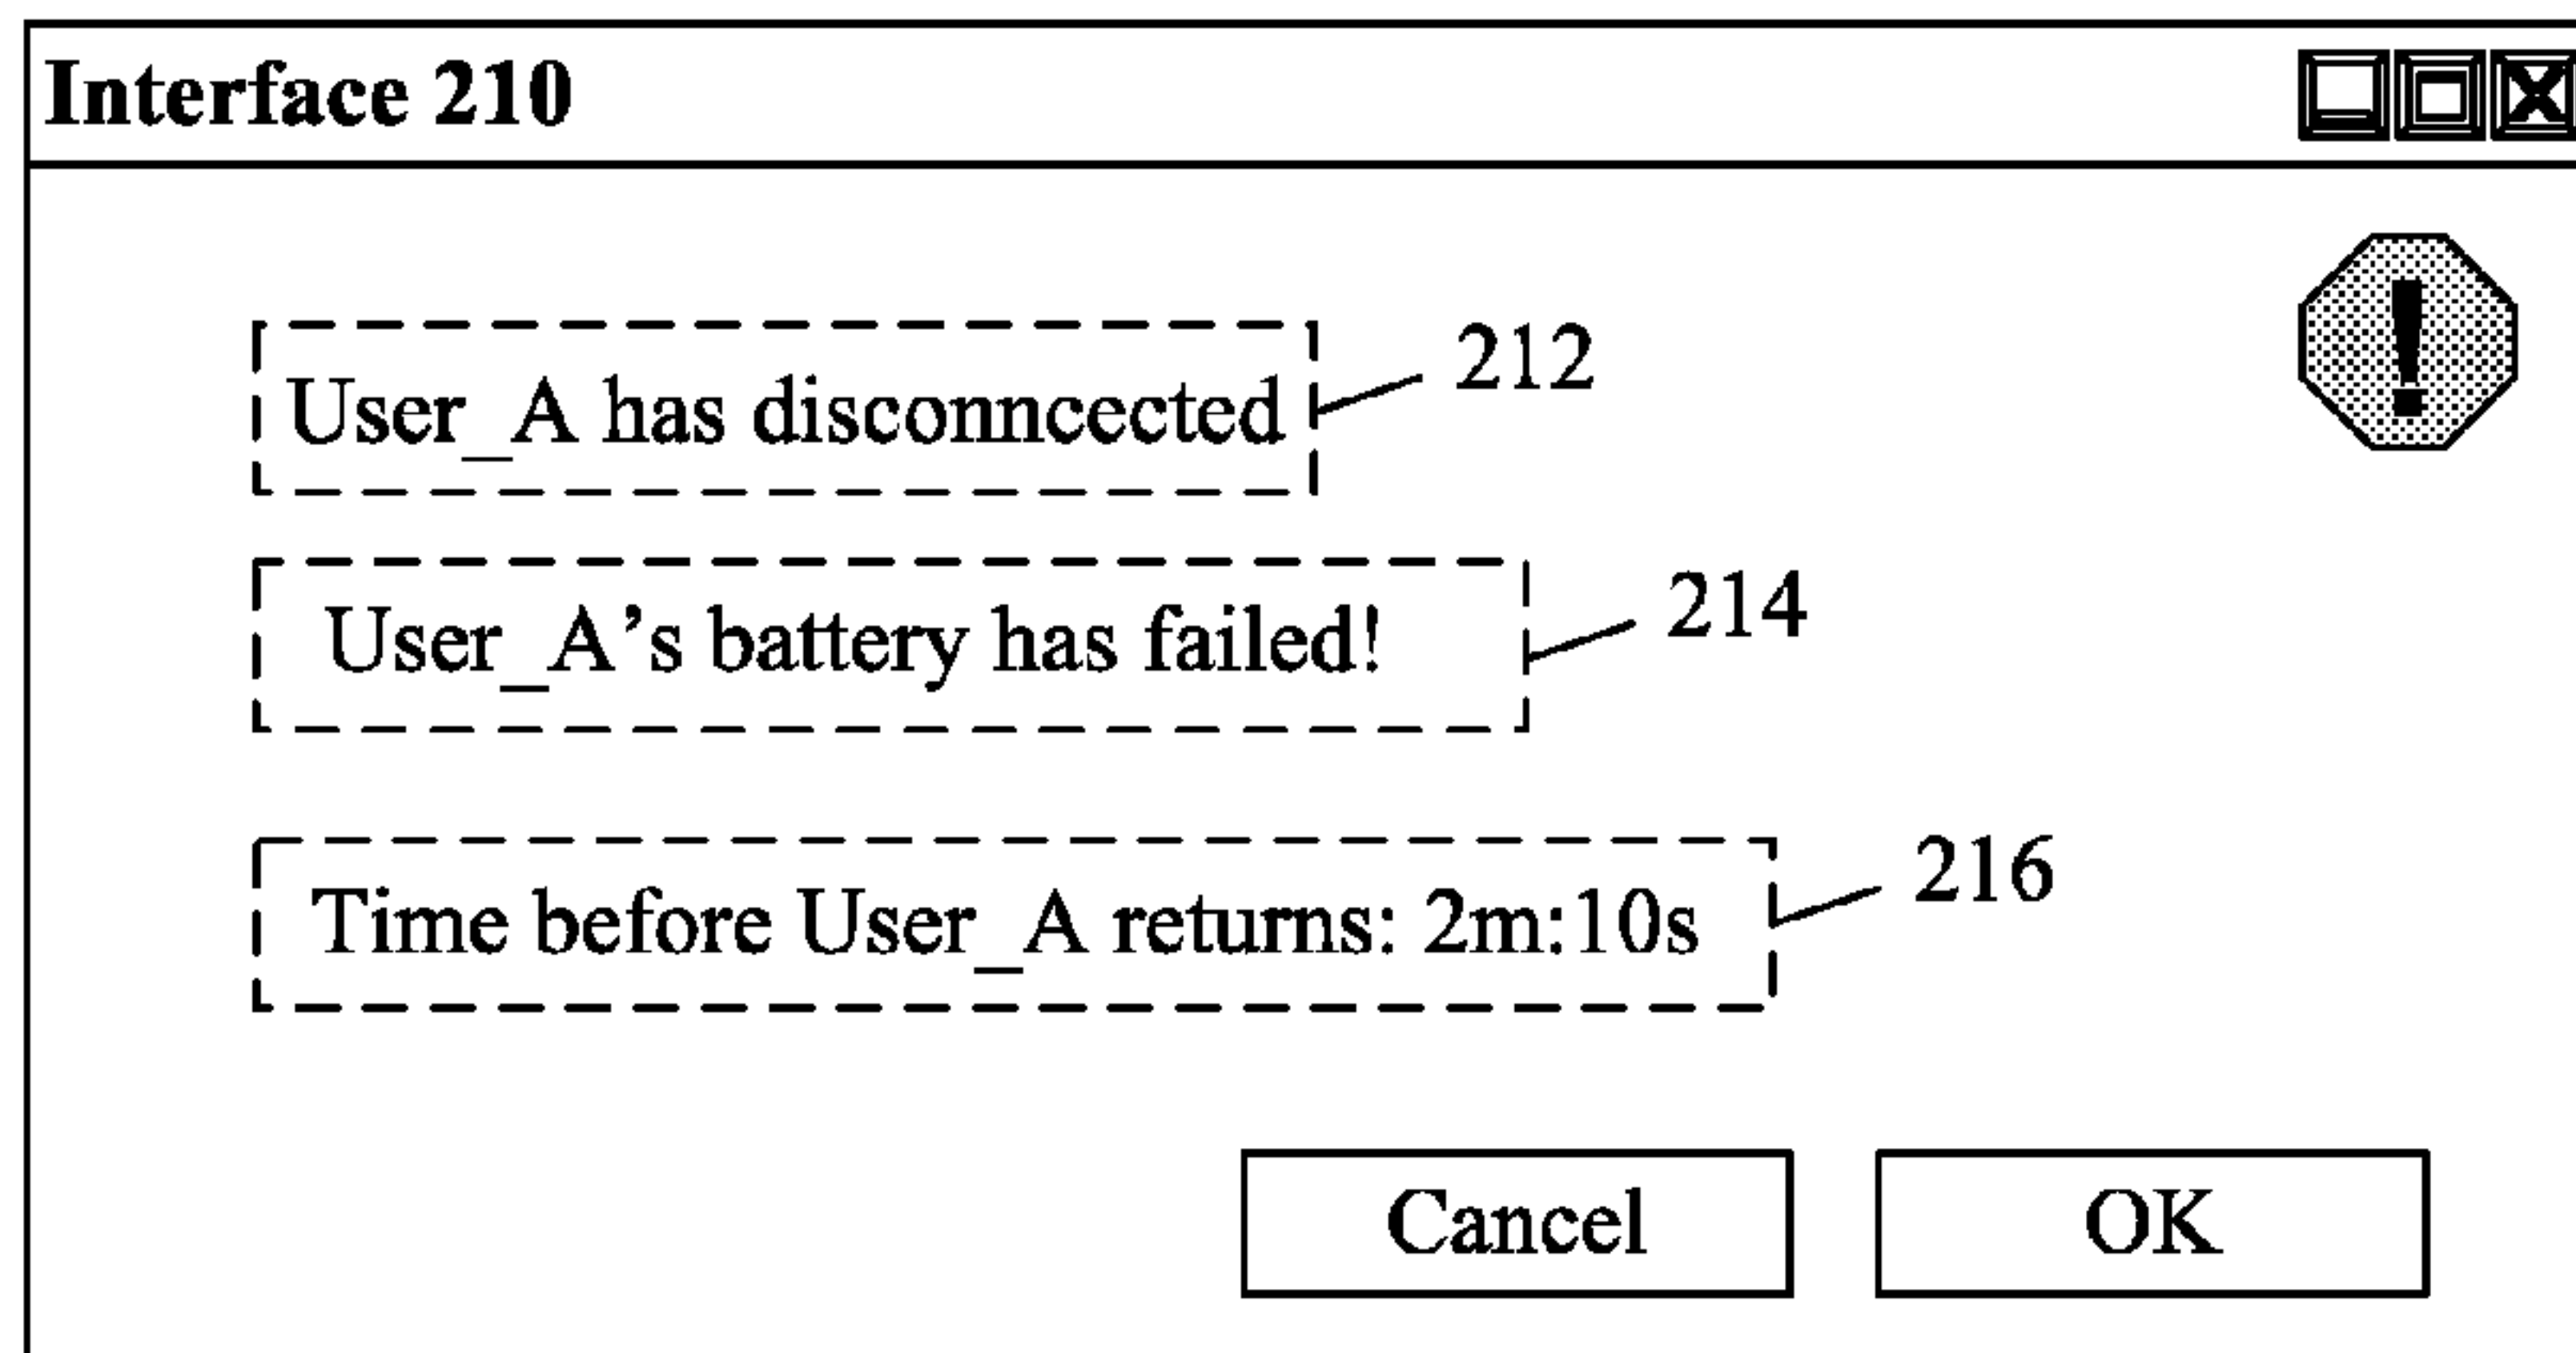 Interface 210
User_A has disconncected
212
User_A’s battery has failed!
214
Time before User_A returns: 2m:10s
216
Cancel
OK